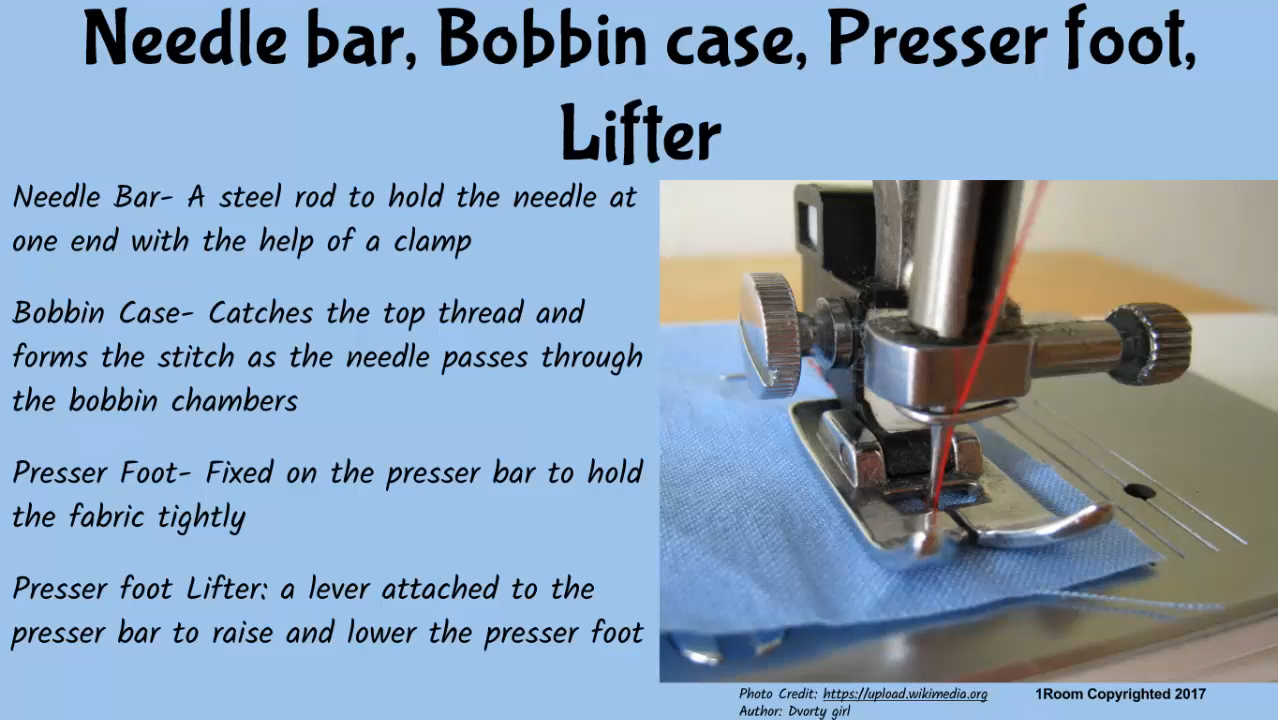 Needle bar, Bobbin case, Presser foot,
Lifter
Needle Bar- A steel rod to hold the needle at
one end with the help of a clamp
Bobbin Case- Catches the top thread and
forms the stitch as the needle passes through
the bobbin chambers
Presser Foot- Fixed on the presser bar to hold
the fabric tightly
Presser foot Lifter: a lever attached to the
presser bar to raise and lower the presser foot
Photo Credit: https://upload.wikimedia.org
Author: Dvorty girl
1Room Copyrighted 2017